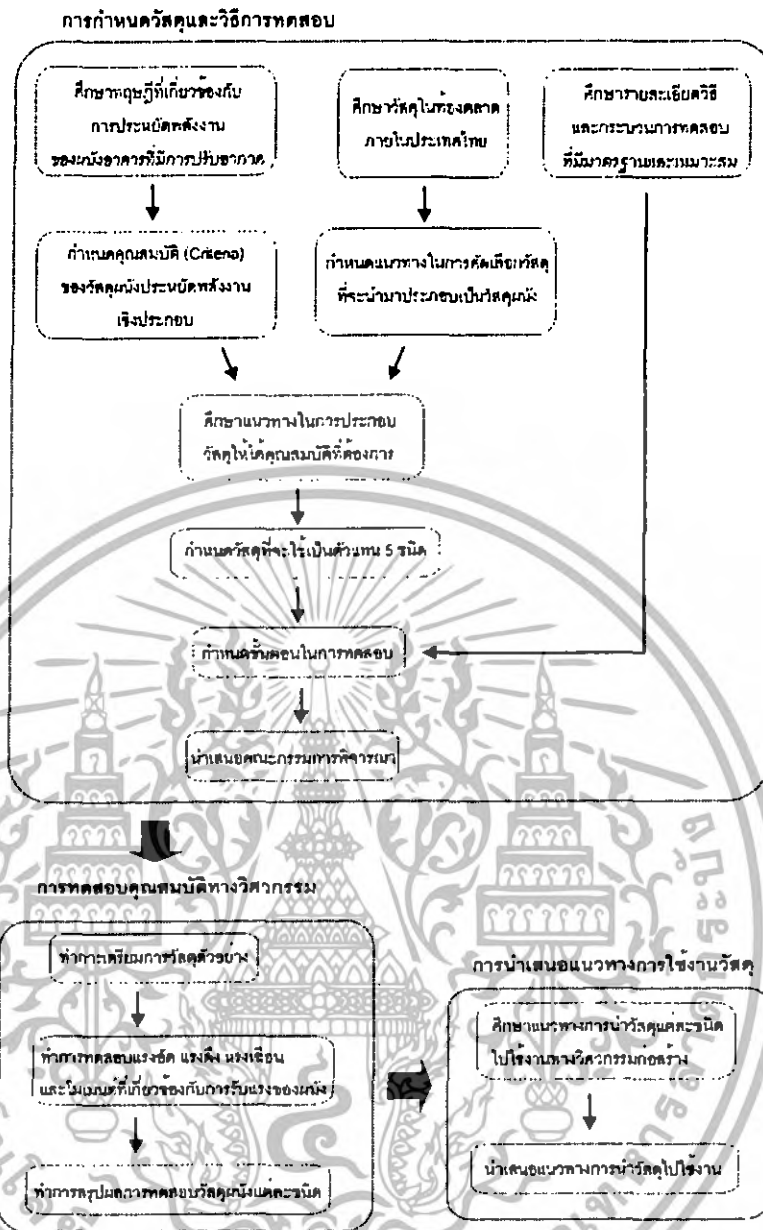 การกำหนดวัสดุและวิธีการทดสอบ
ศึกษาทฤษฎีที่เกี่ยวข้องกับ
การประหยัดพลังงาน
ของผนังอาคารที่มีการปรับอากาศ
ศึกษาวัสดุในท้องตลาด
ภายในประเทศไทย
ศึกษารายละเอียดวิธี
และกระบวนการทดสอบ
ที่มีมาตรฐานและเหมาะสม
กำหนดคุณสมบัติ (Criteria)
ของวัสดุผนังประหยัดพลังงาน
เชิงประกอบ
กำหนดแนวทางในการคัดเลือกวัสดุ
ที่จะนำมาประกอบเป็นวัสดุผนัง
ศึกษาแนวทางในการประกอบ
วัสดุให้ได้คุณสมบัติที่ต้องการ
กำหนดวัสดุที่จะใช้เป็นตัวแทน 5 ชนิด
กำหนดขั้นตอนในการทดสอบ
นำเสนอคณะกรรมการพิจารณา
การทดสอบคุณสมบัติทางวิศวกรรม
ทำการเตรียมการวัสดุตัวอย่าง
ทำการทดสอบแรงอัด แรงดึง แรงเฉือน
และโมเมนต์ที่เกี่ยวข้องกับการรับแรงของผนัง
ทำการสรุปผลการทดสอบวัสดุผนังแต่ละชนิด
การนำเสนอแนวทางการใช้งานวัสดุ
ศึกษาแนวทางการนำวัสดุแต่ละชนิด
ไปใช้งานทางวิศวกรรมก่อสร้าง
นำเสนอแนวทางการนำวัสดุไปใช้งาน